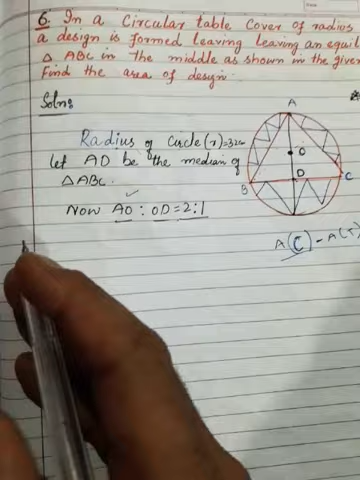 6. In a circular table cover of radius
a design is formed leaving leaving an equil
Δ ABC in the middle as shown in the given
Find the area of design.
Soln:
Radius of circle (r) = 32cm
Let AD be the median of
Δ ABC.
Now AO : OD = 2 : 1
A
O
D
B
C
A(C) - A(T)